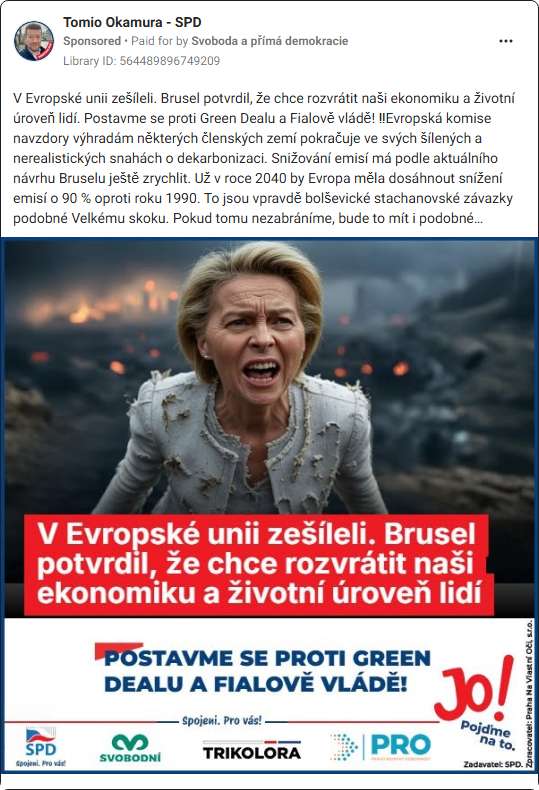 Tomio Okamura - SPD
Sponsored • Paid for by Svoboda a přímá demokracie
Library ID: 564489896749209
V Evropské unii zešíleli. Brusel potvrdil, že chce rozvrátit naši ekonomiku a životní
úroveň lidí. Postavme se proti Green Dealu a Fialově vládě! ‼Evropská komise
navzdory výhradám některých členských zemí pokračuje ve svých šílených a
nerealistických snahách o dekarbonizaci. Snižování emisí má podle aktuálního
návrhu Bruselu ještě zrychlit. Už v roce 2040 by Evropa měla dosáhnout snížení
emisí o 90 % oproti roku 1990. To jsou vpravdě bolševické stachanovské závazky
podobné Velkému skoku. Pokud tomu nezabráníme, bude to mít i podobné…
V Evropské unii zešíleli. Brusel
potvrdil, že chce rozvrátit naši
ekonomiku a životní úroveň lidí
POSTAVME SE PROTI GREEN
DEALU A FIALOVĚ VLÁDĚ!
Jo!
Pojďme
na to.
Spojeni. Pro vás!
SPD
Spojeni. Pro vás!
SVOBODNÍ
TRIKOLORA
PRO
Zadavatel: SPD.
Zpracovatel: Praha Na Vlastní Oči, s.r.o.